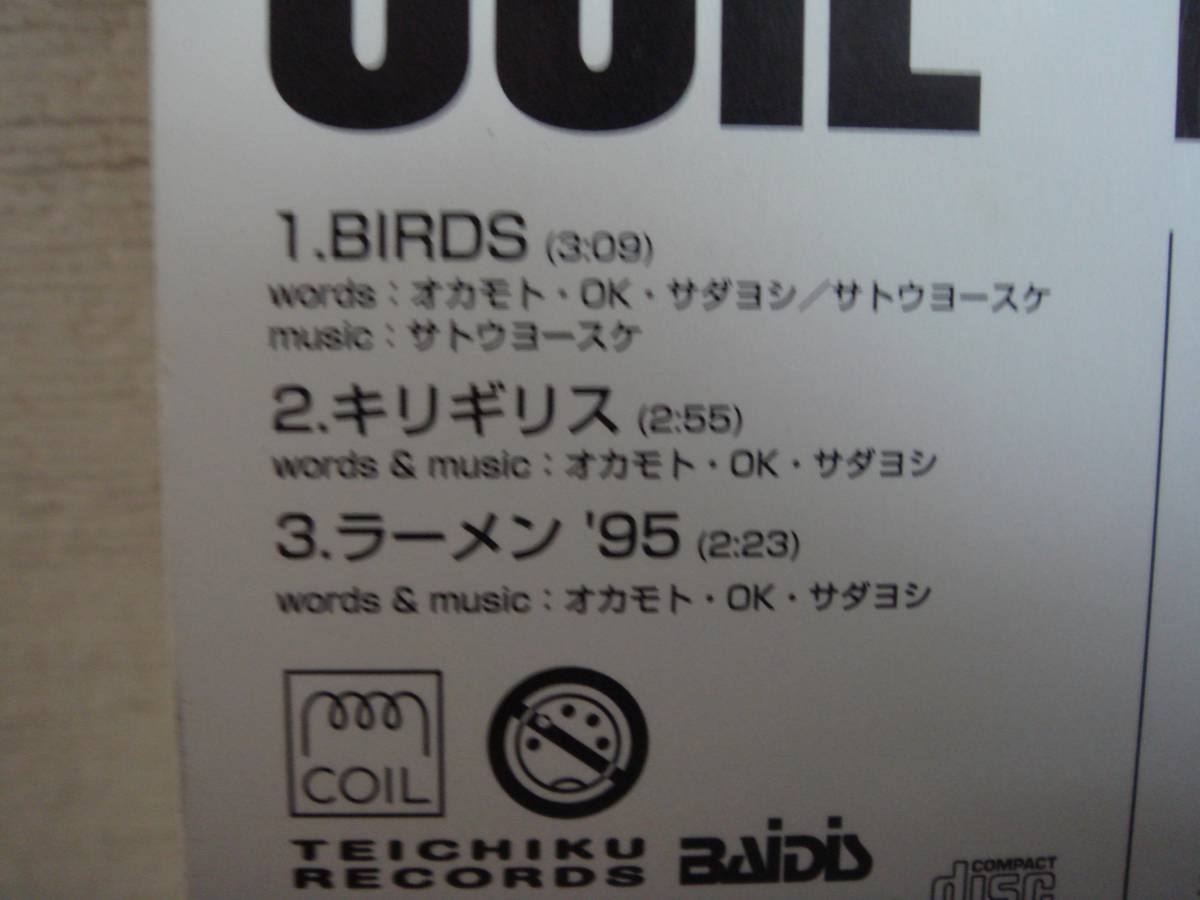 COIL
1.BIRDS (3:09)
words：オカモト・OK・サダヨシ／サトウヨースケ
music：サトウヨースケ
2.キリギリス (2:55)
words & music：オカモト・OK・サダヨシ
3.ラーメン '95 (2:23)
words & music：オカモト・OK・サダヨシ
COIL
TEICHIKU
RECORDS
BAiDiS
COMPACT
disc